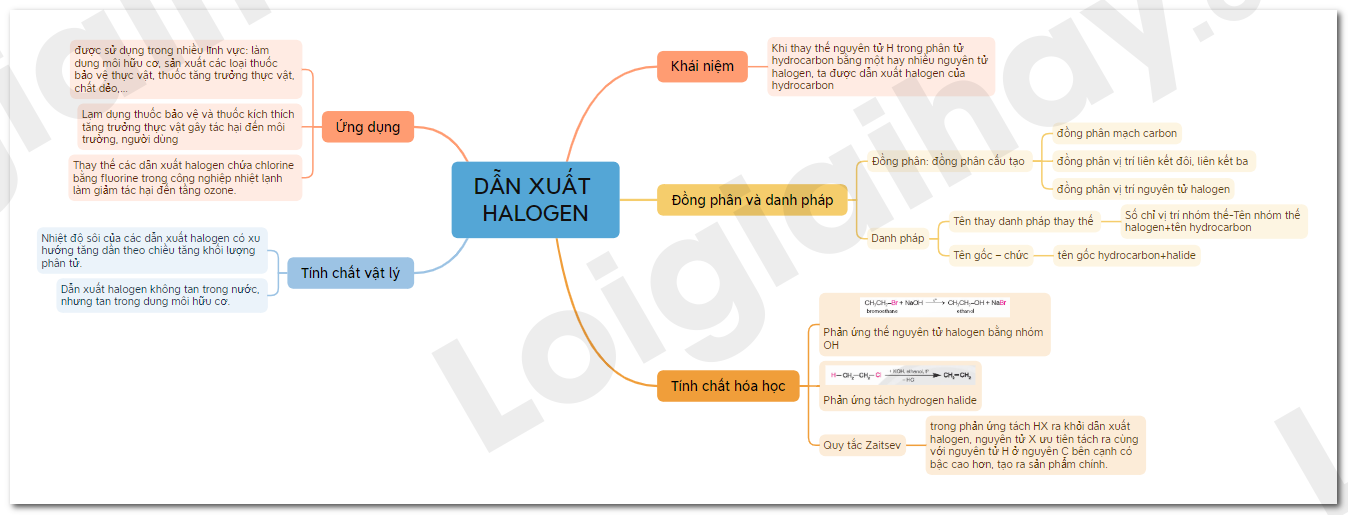 DẪN XUẤT
HALOGEN
Khái niệm
Khi thay thế nguyên tử H trong phân tử
hydrocarbon bằng một hay nhiều nguyên tử
halogen, ta được dẫn xuất halogen của
hydrocarbon
Đồng phân và danh pháp
Đồng phân: đồng phân cấu tạo
đồng phân mạch carbon
đồng phân vị trí liên kết đôi, liên kết ba
đồng phân vị trí nguyên tử halogen
Danh pháp
Tên thay danh pháp thay thế
Số chỉ vị trí nhóm thế-Tên nhóm thế
halogen+tên hydrocarbon
Tên gốc – chức
tên gốc hydrocarbon+halide
Tính chất hóa học
CH₃CH₂–Br + NaOH –t°→ CH₃CH₂–OH + NaBr
bromoethane ethanol
Phản ứng thế nguyên tử halogen bằng nhóm
OH
+ KOH, ethanol, t°
H–CH₂–CH₂–Cl → CH₂=CH₂
–HCl
Phản ứng tách hydrogen halide
Quy tắc Zaitsev
trong phản ứng tách HX ra khỏi dẫn xuất
halogen, nguyên tử X ưu tiên tách ra cùng
với nguyên tử H ở nguyên C bên cạnh có
bậc cao hơn, tạo ra sản phẩm chính.
Ứng dụng
được sử dụng trong nhiều lĩnh vực: làm
dung môi hữu cơ, sản xuất các loại thuốc
bảo vệ thực vật, thuốc tăng trưởng thực vật,
chất dẻo,...
Lạm dụng thuốc bảo vệ và thuốc kích thích
tăng trưởng thực vật gây tác hại đến môi
trường, người dùng
Thay thế các dẫn xuất halogen chứa chlorine
bằng fluorine trong công nghiệp nhiệt lạnh
làm giảm tác hại đến tầng ozone.
Tính chất vật lý
Nhiệt độ sôi của các dẫn xuất halogen có xu
hướng tăng dần theo chiều tăng khối lượng
phân tử.
Dẫn xuất halogen không tan trong nước,
nhưng tan trong dung môi hữu cơ.
Loigiaihay.com